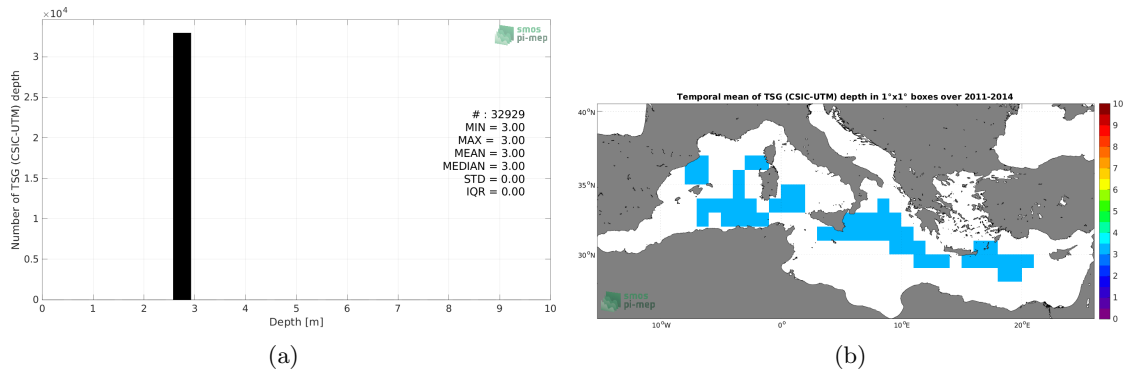 ×10⁴
smos
pi-mep
3
2.5
2
1.5
1
0.5
0
Number of TSG (CSIC-UTM) depth
# : 32929
MIN = 3.00
MAX = 3.00
MEAN = 3.00
MEDIAN = 3.00
STD = 0.00
IQR = 0.00
0 1 2 3 4 5 6 7 8 9 10
Depth [m]
(a)
Temporal mean of TSG (CSIC-UTM) depth in 1°x1° boxes over 2011-2014
40°N
35°N
30°N
smos
pi-mep
10°W 0° 10°E 20°E
10
9
8
7
6
5
4
3
2
1
0
(b)